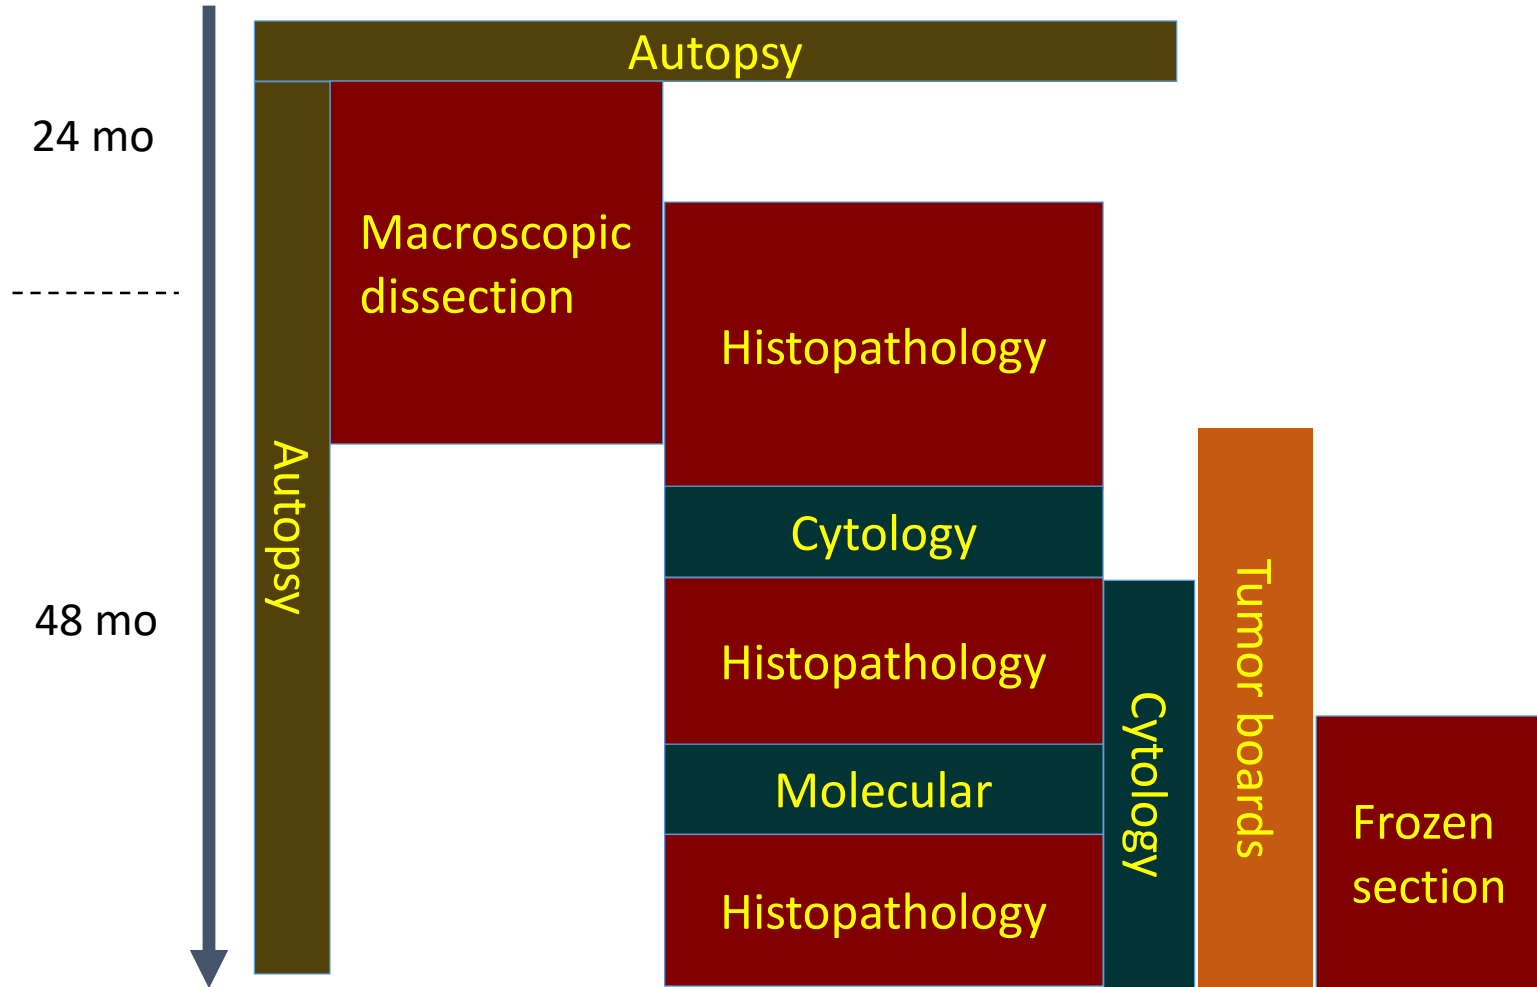 Autopsy
24 mo
Macroscopic
dissection
Histopathology
Autopsy
Cytology
48 mo
Histopathology
Tumor boards
Cytology
Molecular
Frozen
section
Histopathology